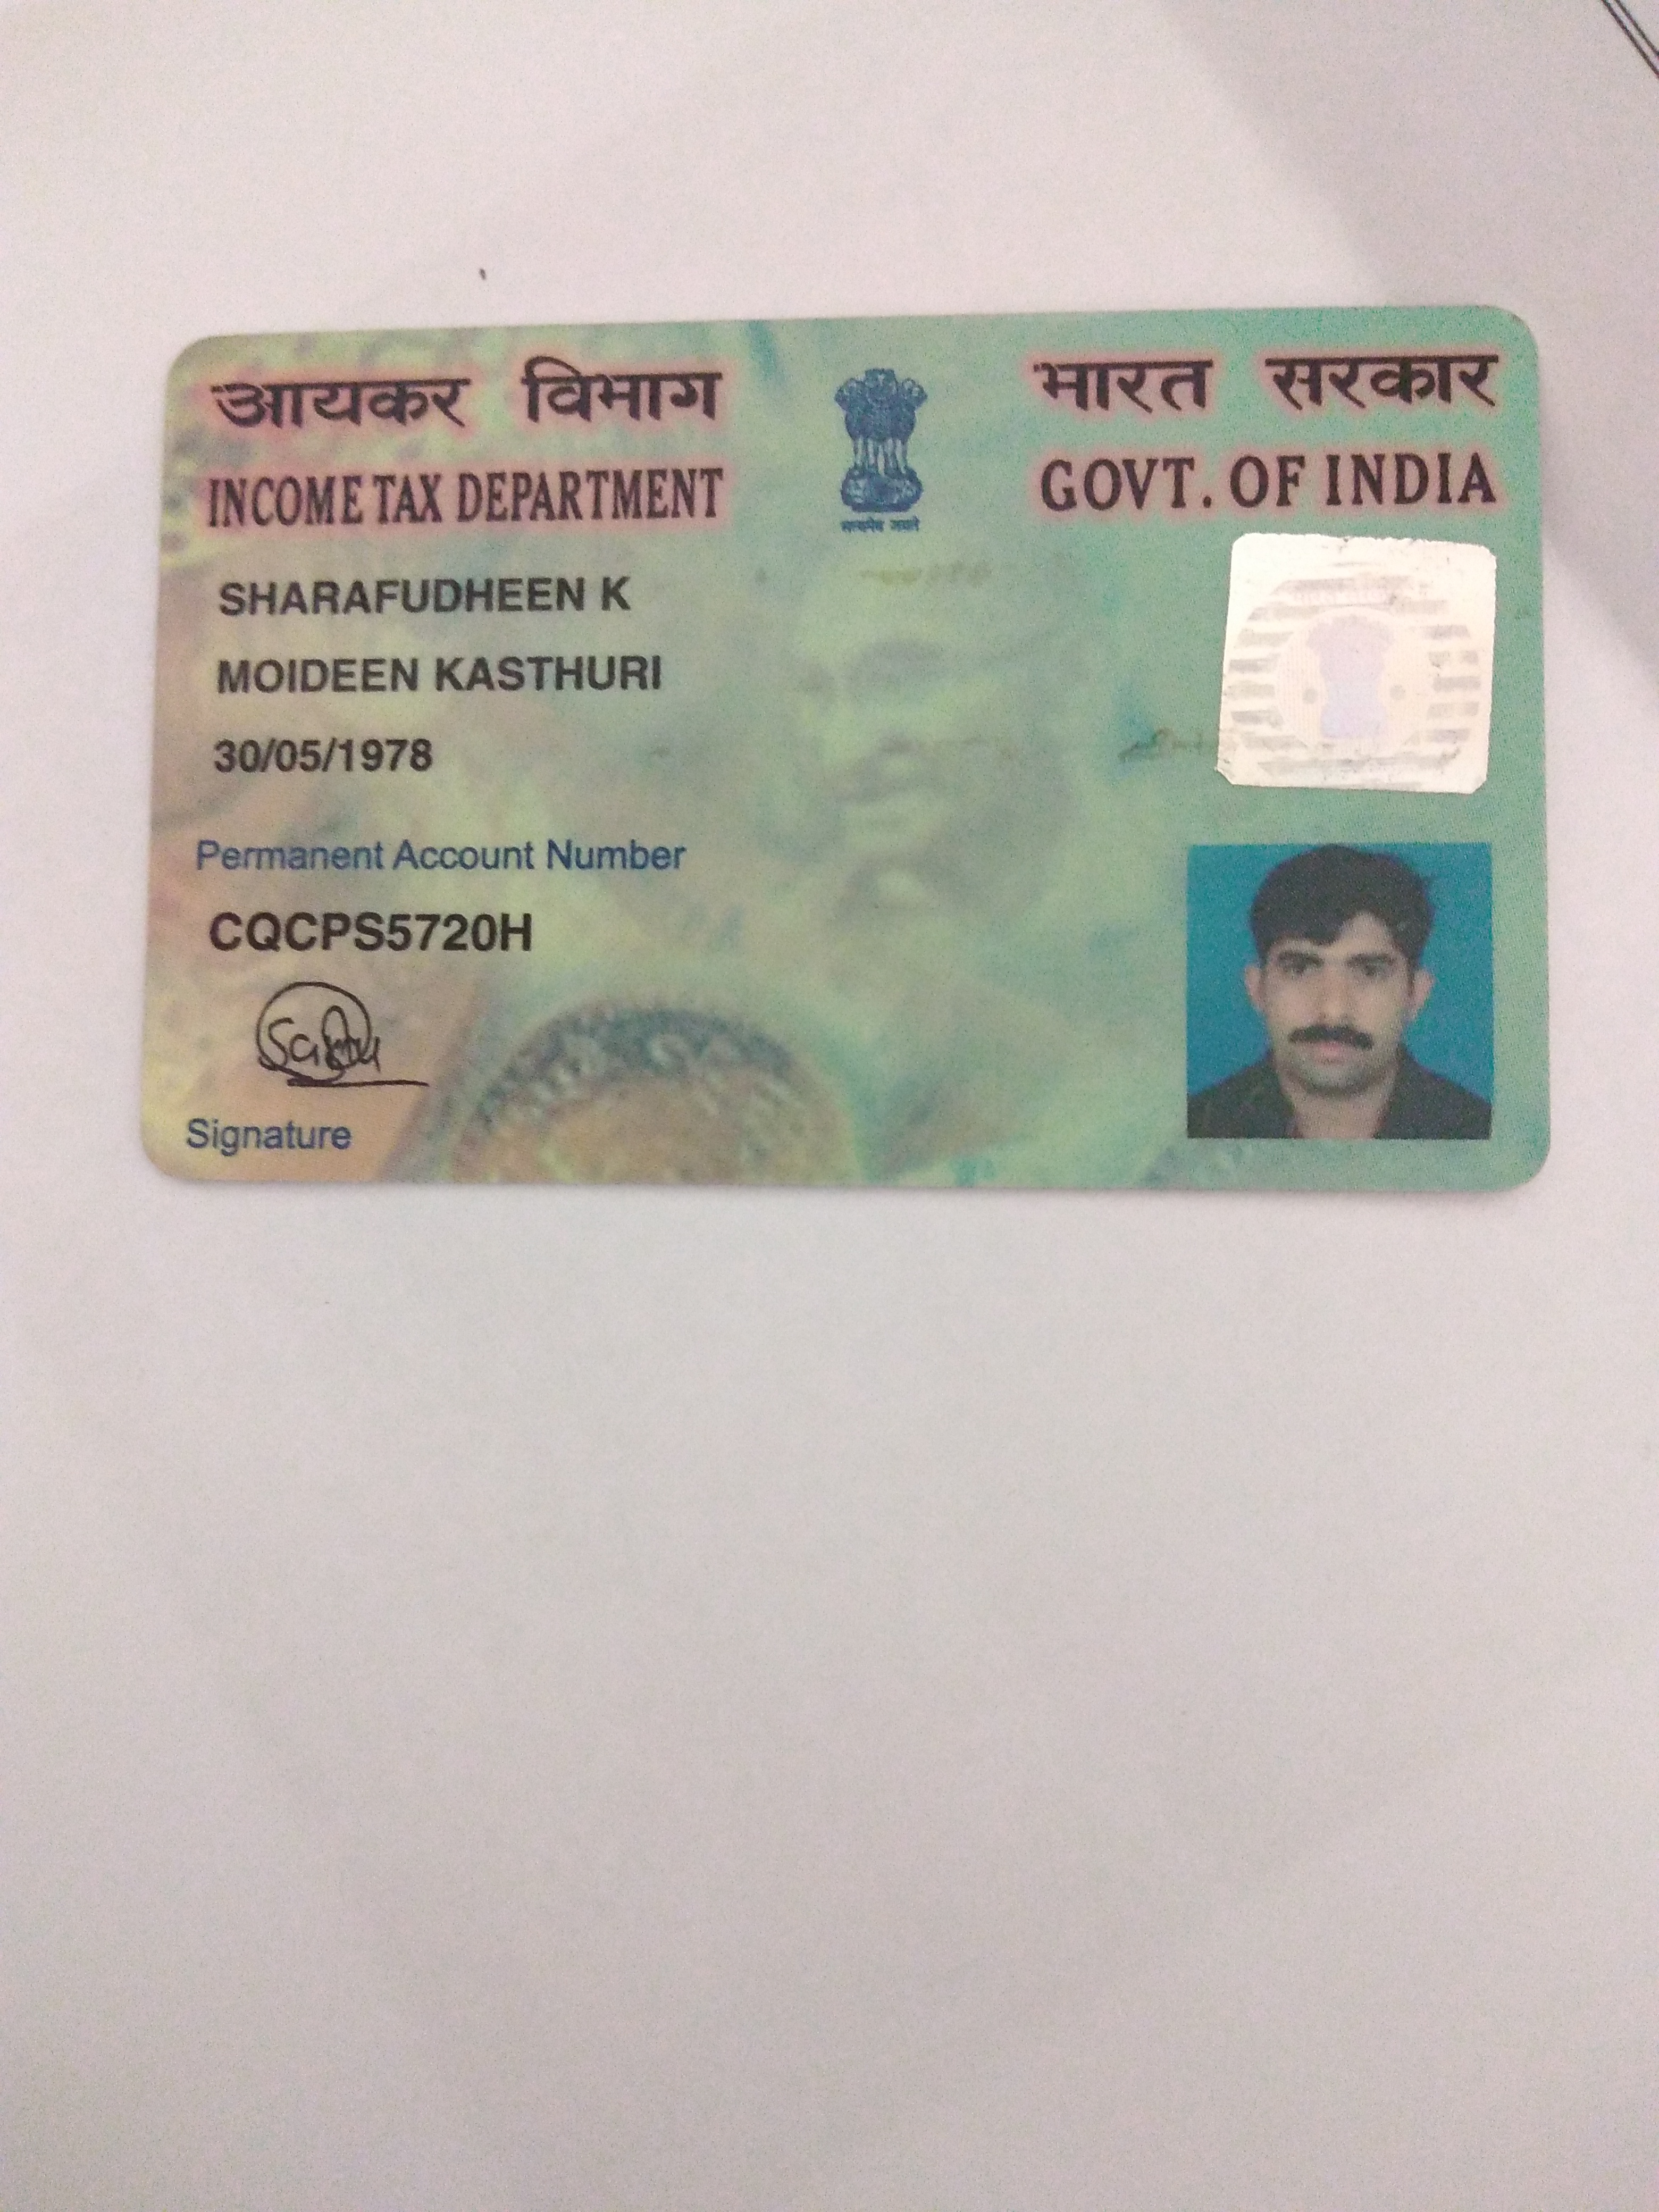 आयकर विभाग
INCOME TAX DEPARTMENT
सत्यमेव जयते
भारत सरकार
GOVT. OF INDIA
SHARAFUDHEEN K
MOIDEEN KASTHURI
30/05/1978
Permanent Account Number
CQCPS5720H
Signature